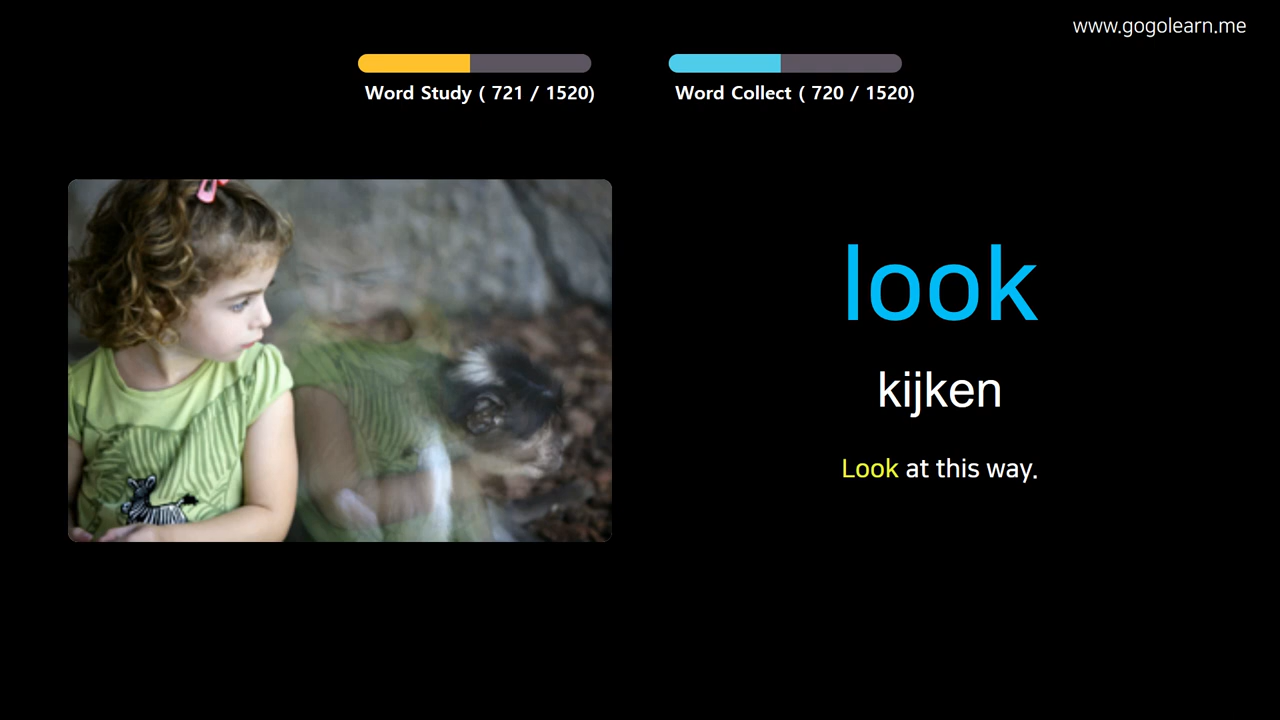 www.gogolearn.me
Word Study ( 721 / 1520)
Word Collect ( 720 / 1520)
look
kijken
Look at this way.